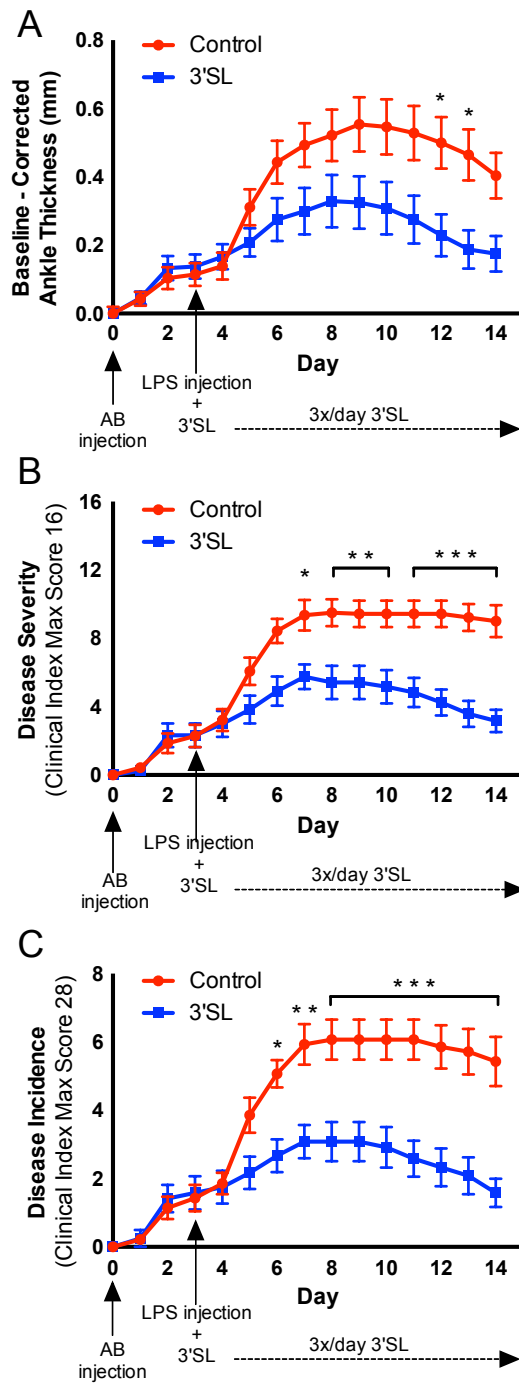 A
Control
3'SL
0.8
0.6
0.4
0.2
0.0
Baseline - Corrected
Ankle Thickness (mm)
* *
0 2 4 6 8 10 12 14
Day
AB
injection
LPS injection
+
3'SL
3x/day 3'SL
B
Control
3'SL
16
12
8
4
0
Disease Severity
(Clinical Index Max Score 16)
* ** ***
0 2 4 6 8 10 12 14
Day
AB
injection
LPS injection
+
3'SL
3x/day 3'SL
C
Control
3'SL
8
6
4
2
0
Disease Incidence
(Clinical Index Max Score 28)
* ** ***
0 2 4 6 8 10 12 14
Day
AB
injection
LPS injection
+
3'SL
3x/day 3'SL